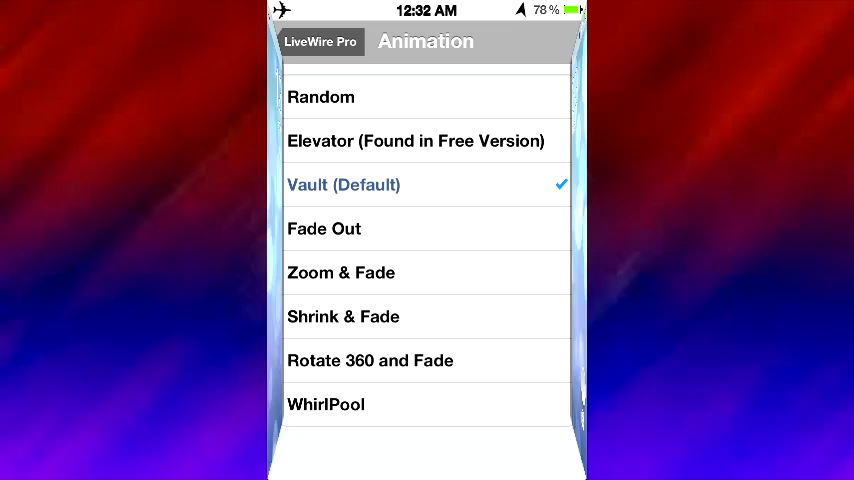 12:32 AM
78 %
LiveWire Pro
Animation
Random
Elevator (Found in Free Version)
Vault (Default)
Fade Out
Zoom & Fade
Shrink & Fade
Rotate 360 and Fade
WhirlPool